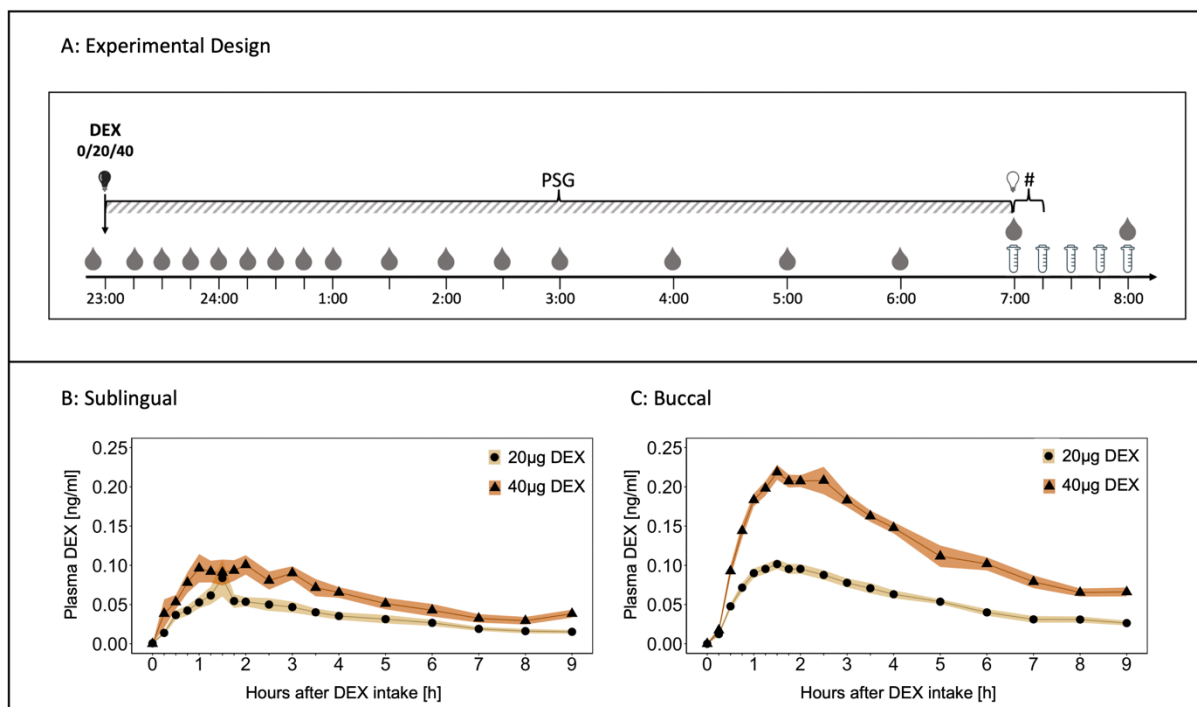 A: Experimental Design
DEX
0/20/40
PSG
#
23:00 24:00 1:00 2:00 3:00 4:00 5:00 6:00 7:00 8:00
B: Sublingual
C: Buccal
0.25
0.20
0.15
0.10
0.05
0.00
Plasma DEX [ng/ml]
20µg DEX
40µg DEX
0 1 2 3 4 5 6 7 8 9
Hours after DEX intake [h]
0.25
0.20
0.15
0.10
0.05
0.00
Plasma DEX [ng/ml]
20µg DEX
40µg DEX
0 1 2 3 4 5 6 7 8 9
Hours after DEX intake [h]